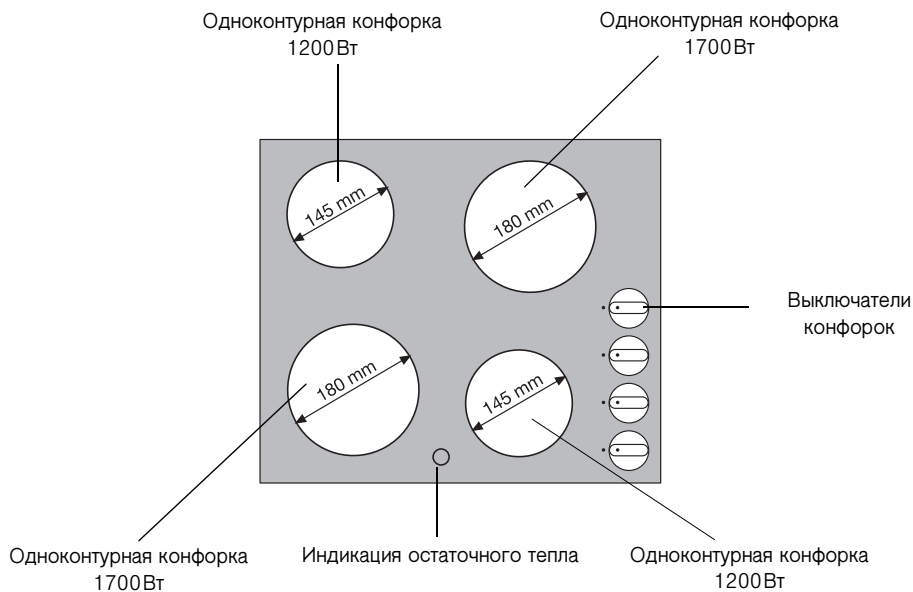 Одноконтурная конфорка
1200Вт
Одноконтурная конфорка
1700Вт
145 mm
180 mm
Выключатели
конфорок
180 mm
145 mm
Одноконтурная конфорка
1700Вт
Индикация остаточного тепла
Одноконтурная конфорка
1200Вт